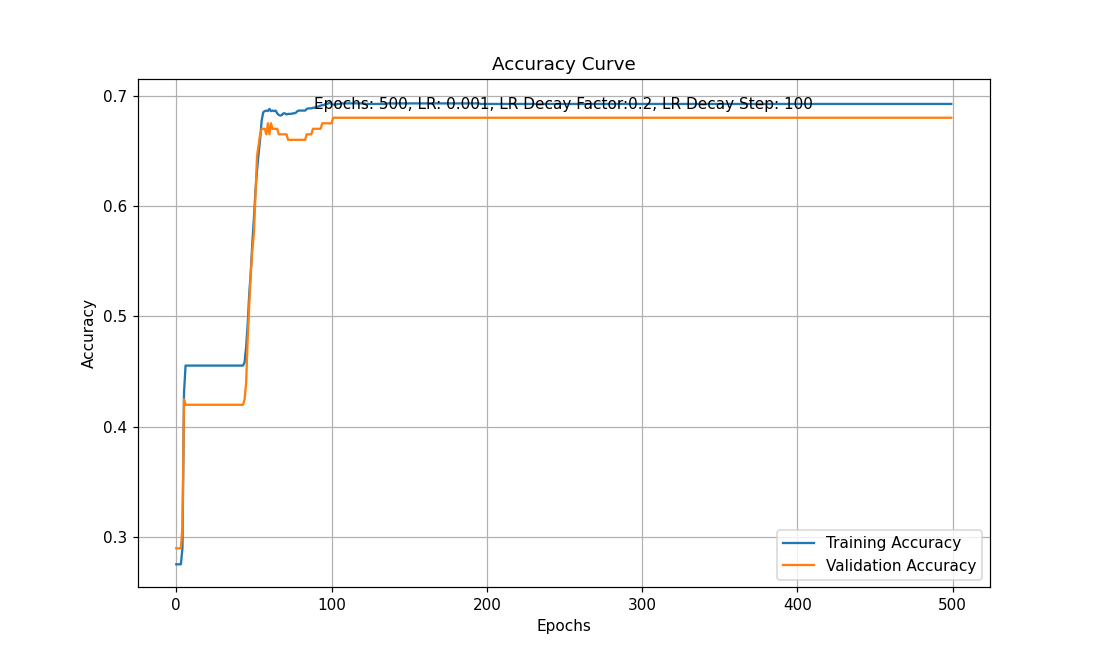 Accuracy Curve
Epochs: 500, LR: 0.001, LR Decay Factor:0.2, LR Decay Step: 100
0.7
0.6
0.5
0.4
0.3
Accuracy
Training Accuracy
Validation Accuracy
0 100 200 300 400 500
Epochs